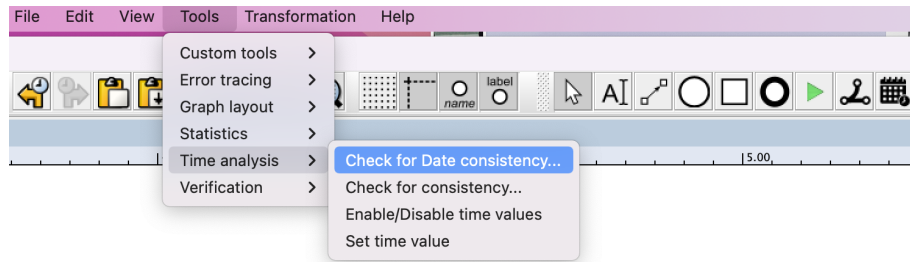 File Edit View Tools Transformation Help
Custom tools
Error tracing
Graph layout
Statistics
Time analysis
Verification
name
label
AI
5.00
Check for Date consistency...
Check for consistency...
Enable/Disable time values
Set time value